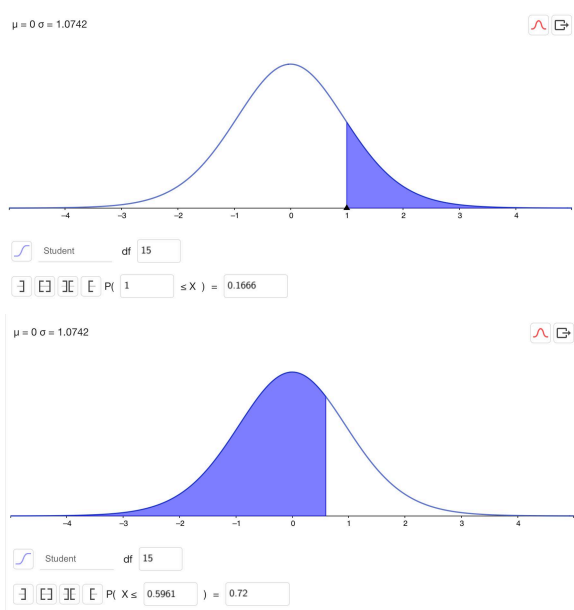 μ = 0 σ = 1.0742
−4 −3 −2 −1 0 1 2 3 4
Student df 15
P( 1 ≤ X ) = 0.1666
μ = 0 σ = 1.0742
−4 −3 −2 −1 0 1 2 3 4
Student df 15
P( X ≤ 0.5961 ) = 0.72